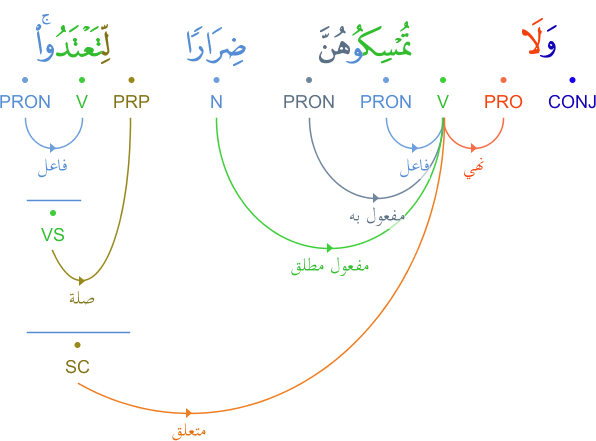 وَلَا تُمْسِكُوهُنَّ ضِرَارًا لِّتَعْتَدُوا۟ ۚ
CONJ PRO V PRON PRON N PRP V PRON
نهي فاعل فاعل
مفعول به
VS
مفعول مطلق
صلة
SC
متعلق